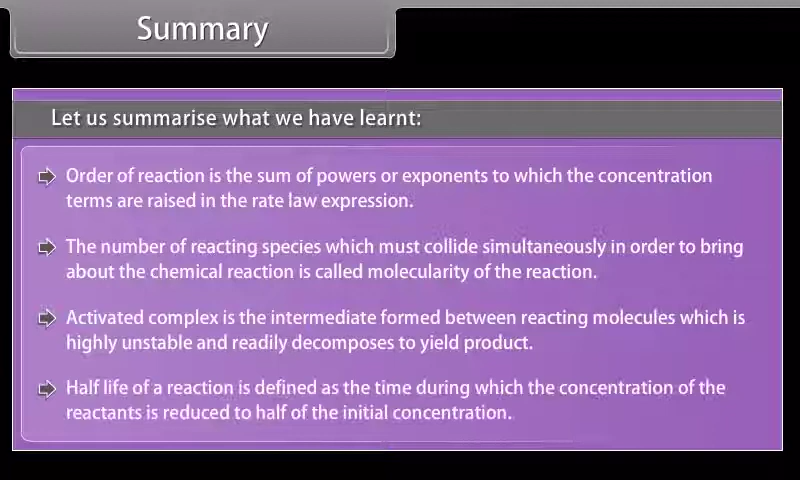 Summary
Let us summarise what we have learnt:
Order of reaction is the sum of powers or exponents to which the concentration
terms are raised in the rate law expression.
The number of reacting species which must collide simultaneously in order to bring
about the chemical reaction is called molecularity of the reaction.
Activated complex is the intermediate formed between reacting molecules which is
highly unstable and readily decomposes to yield product.
Half life of a reaction is defined as the time during which the concentration of the
reactants is reduced to half of the initial concentration.